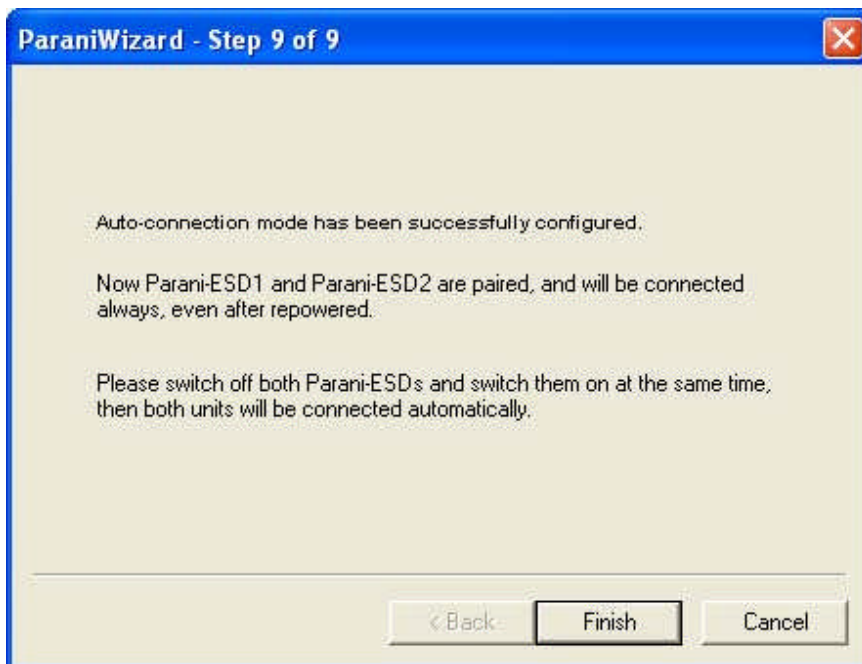 ParaniWizard - Step 9 of 9
Auto-connection mode has been successfully configured.
Now Parani-ESD1 and Parani-ESD2 are paired, and will be connected
always, even after repowered.
Please switch off both Parani-ESDs and switch them on at the same time,
then both units will be connected automatically.
< Back Finish Cancel